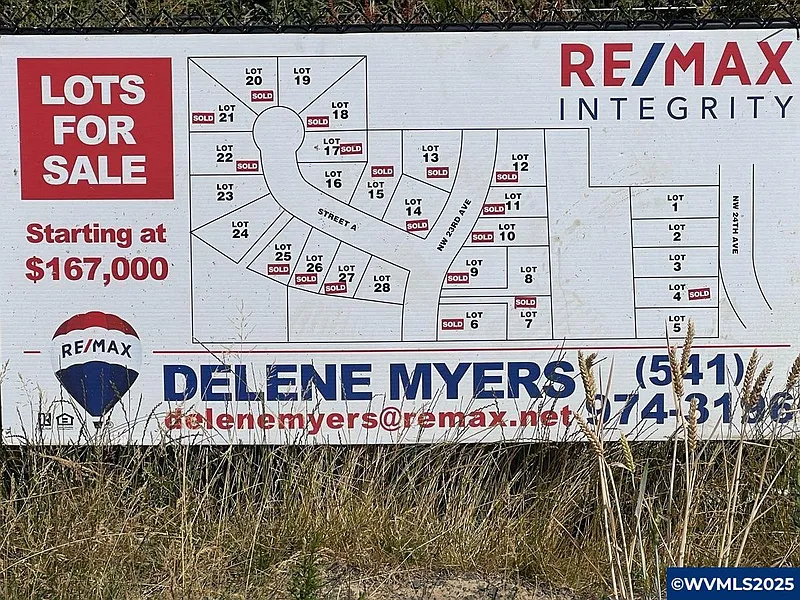 LOTS
FOR
SALE
Starting at
$167,000
RE/MAX
INTEGRITY
LOT
20
SOLD
LOT
19
SOLD LOT
21
LOT
18
SOLD
LOT
22
SOLD
LOT
17 SOLD
LOT
23
LOT
16
SOLD
LOT
15
LOT
13
SOLD
LOT
14
SOLD
LOT
24
STREET A
NW 23RD AVE
LOT
25
SOLD
LOT
26
SOLD
LOT
27
SOLD
LOT
28
LOT
12
SOLD
LOT
SOLD 11
LOT
SOLD 10
LOT
SOLD 9
LOT
8
LOT
SOLD 6
SOLD
LOT
7
LOT
1
LOT
2
LOT
3
LOT
4 SOLD
LOT
5
NW 24TH AVE
RE/MAX
DELENE MYERS
delenemyers@remax.net
(541)
974-3196
©WVMLS2025